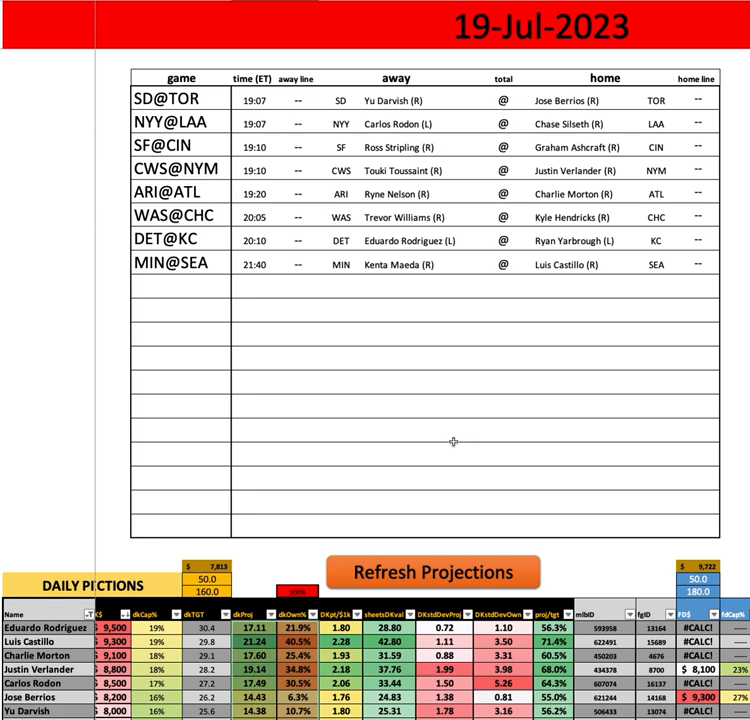 19-Jul-2023
game time (ET) away line away total home home line
SD@TOR 19:07 -- SD Yu Darvish (R) @ Jose Berrios (R) TOR --
NYY@LAA 19:07 -- NYY Carlos Rodon (L) @ Chase Silseth (R) LAA --
SF@CIN 19:10 -- SF Ross Stripling (R) @ Graham Ashcraft (R) CIN --
CWS@NYM 19:10 -- CWS Touki Toussaint (R) @ Justin Verlander (R) NYM --
ARI@ATL 19:20 -- ARI Ryne Nelson (R) @ Charlie Morton (R) ATL --
WAS@CHC 20:05 -- WAS Trevor Williams (R) @ Kyle Hendricks (R) CHC --
DET@KC 20:10 -- DET Eduardo Rodriguez (L) @ Ryan Yarbrough (L) KC --
MIN@SEA 21:40 -- MIN Kenta Maeda (R) @ Luis Castillo (R) SEA --
$ 7,813 Refresh Projections $ 9,722
DAILY PICTIONS 50.0 50.0
160.0 180.0
Name K$ dkCap% dkTGT dkProj dkOwn% DKpt/$1k sheetsDKval DKstdDevProj DKstdDevOwn proj/tgt mlbID fgID FD$ fdCap%
Eduardo Rodriguez $ 9,500 19% 30.4 17.11 21.9% 1.80 28.80 0.72 1.10 56.3% 593958 13164 #CALC!
Luis Castillo $ 9,300 19% 29.8 21.24 40.5% 2.28 42.80 1.11 3.50 71.4% 622491 15689 #CALC!
Charlie Morton $ 9,100 18% 29.1 17.60 25.4% 1.93 31.59 0.88 3.31 60.5% 450203 4676 #CALC!
Justin Verlander $ 8,800 18% 28.2 19.14 34.8% 2.18 37.76 1.99 3.98 68.0% 434378 8700 $ 8,100 23%
Carlos Rodon $ 8,500 17% 27.2 17.49 30.5% 2.06 33.44 1.50 5.26 64.3% 607074 16137 #CALC!
Jose Berrios $ 8,200 16% 26.2 14.43 6.3% 1.76 24.83 1.38 0.81 55.0% 621244 14168 $ 9,300 27%
Yu Darvish $ 8,000 16% 25.6 14.38 10.7% 1.80 25.31 1.78 3.16 56.2% 506433 13074 #CALC!